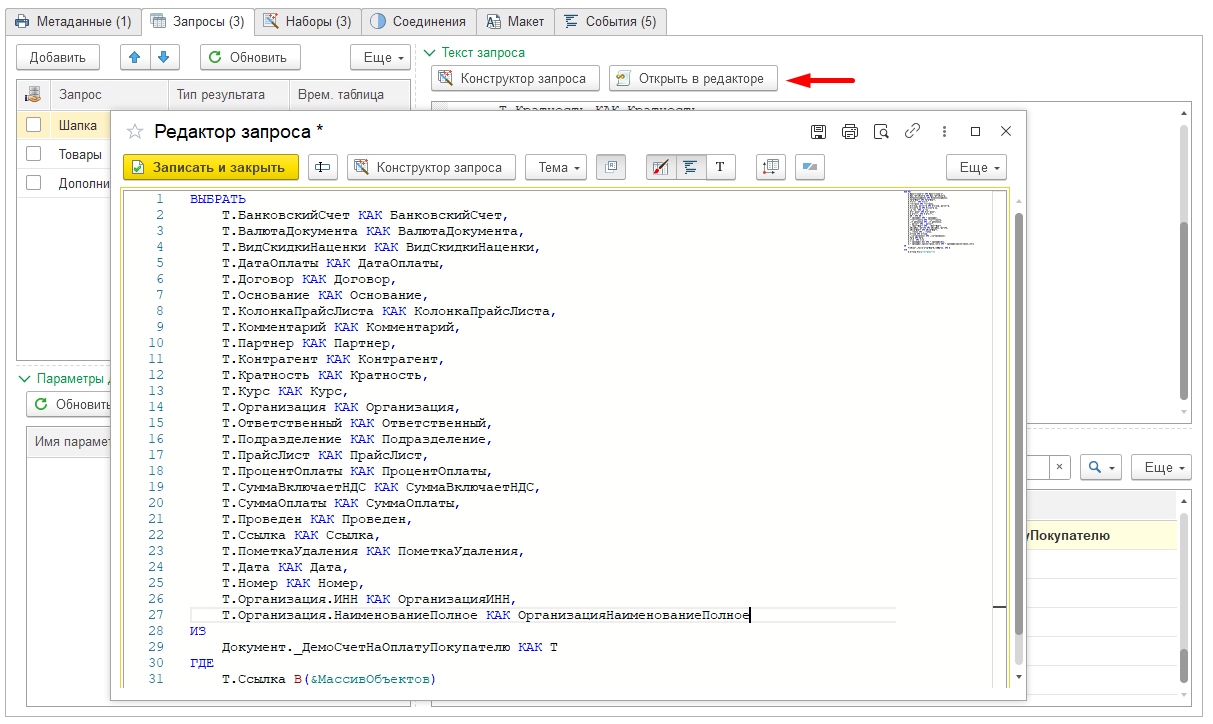 Метаданные (1) Запросы (3) Наборы (3) Соединения Макет События (5)
Добавить Обновить Еще
Запрос Тип результата Врем. таблица
Шапка
Товары
Дополни
Параметры
Обновить
Имя парамет
Текст запроса
Конструктор запроса Открыть в редакторе
Т.Кратность КАК Кратность
Редактор запроса *
Записать и закрыть Конструктор запроса Тема T Еще
1 ВЫБРАТЬ
2 Т.БанковскийСчет КАК БанковскийСчет,
3 Т.ВалютаДокумента КАК ВалютаДокумента,
4 Т.ВидСкидкиНаценки КАК ВидСкидкиНаценки,
5 Т.ДатаОплаты КАК ДатаОплаты,
6 Т.Договор КАК Договор,
7 Т.Основание КАК Основание,
8 Т.КолонкаПрайсЛиста КАК КолонкаПрайсЛиста,
9 Т.Комментарий КАК Комментарий,
10 Т.Партнер КАК Партнер,
11 Т.Контрагент КАК Контрагент,
12 Т.Кратность КАК Кратность,
13 Т.Курс КАК Курс,
14 Т.Организация КАК Организация,
15 Т.Ответственный КАК Ответственный,
16 Т.Подразделение КАК Подразделение,
17 Т.ПрайсЛист КАК ПрайсЛист,
18 Т.ПроцентОплаты КАК ПроцентОплаты,
19 Т.СуммаВключаетНДС КАК СуммаВключаетНДС,
20 Т.СуммаОплаты КАК СуммаОплаты,
21 Т.Проведен КАК Проведен,
22 Т.Ссылка КАК Ссылка,
23 Т.ПометкаУдаления КАК ПометкаУдаления,
24 Т.Дата КАК Дата,
25 Т.Номер КАК Номер,
26 Т.Организация.ИНН КАК ОрганизацияИНН,
27 Т.Организация.НаименованиеПолное КАК ОрганизацияНаименованиеПолное
28 ИЗ
29 Документ._ДемоСчетНаОплатуПокупателю КАК Т
30 ГДЕ
31 Т.Ссылка В(&МассивОбъектов)
Еще
уПокупателю